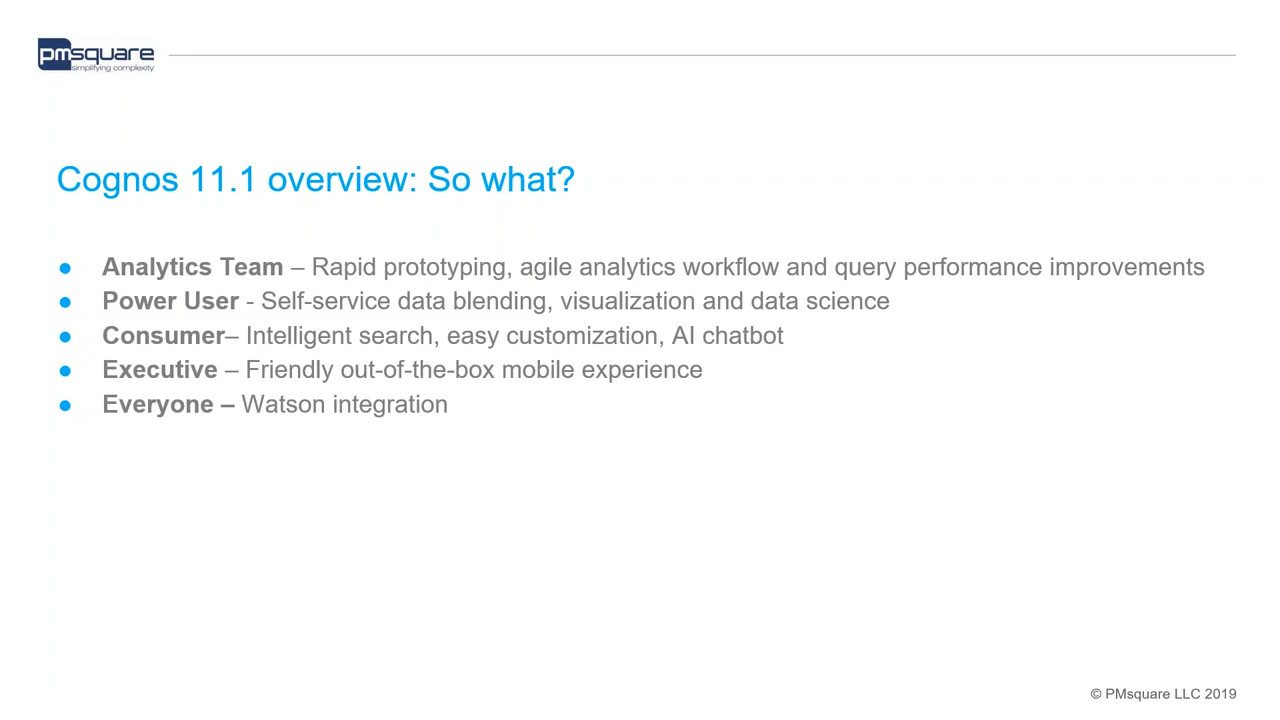 pmsquare
simplifying complexity
Cognos 11.1 overview: So what?
● Analytics Team – Rapid prototyping, agile analytics workflow and query performance improvements
● Power User - Self-service data blending, visualization and data science
● Consumer– Intelligent search, easy customization, AI chatbot
● Executive – Friendly out-of-the-box mobile experience
● Everyone – Watson integration
© PMsquare LLC 2019